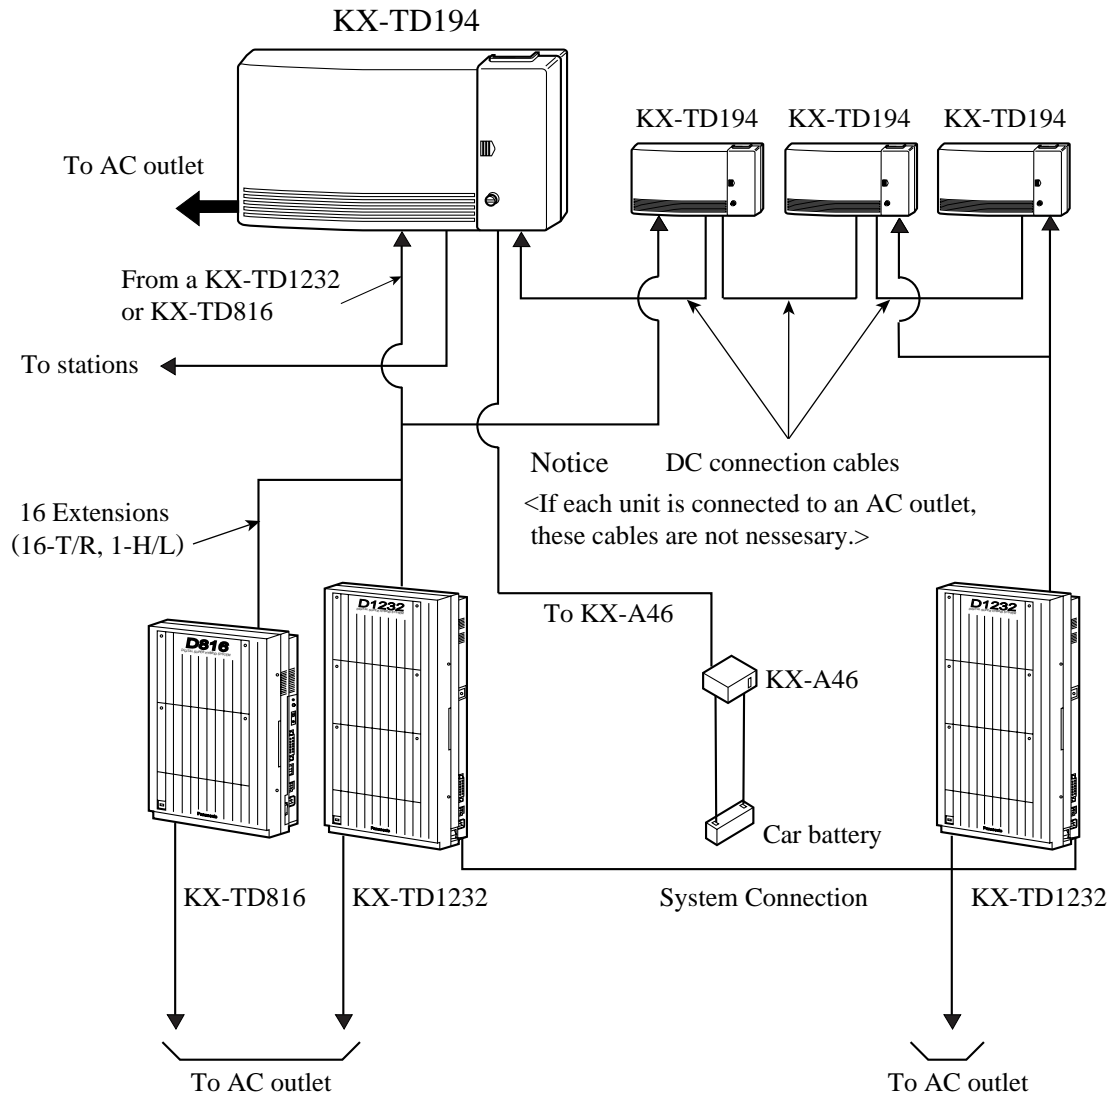 KX-TD194
KX-TD194
KX-TD194
KX-TD194
To AC outlet
From a KX-TD1232
or KX-TD816
To stations
Notice
DC connection cables
<If each unit is connected to an AC outlet,
these cables are not nessesary.>
16 Extensions
(16-T/R, 1-H/L)
D1232
D1232
To KX-A46
D816
KX-A46
Car battery
Panasonic
Panasonic
Panasonic
KX-TD816
KX-TD1232
System Connection
KX-TD1232
To AC outlet
To AC outlet